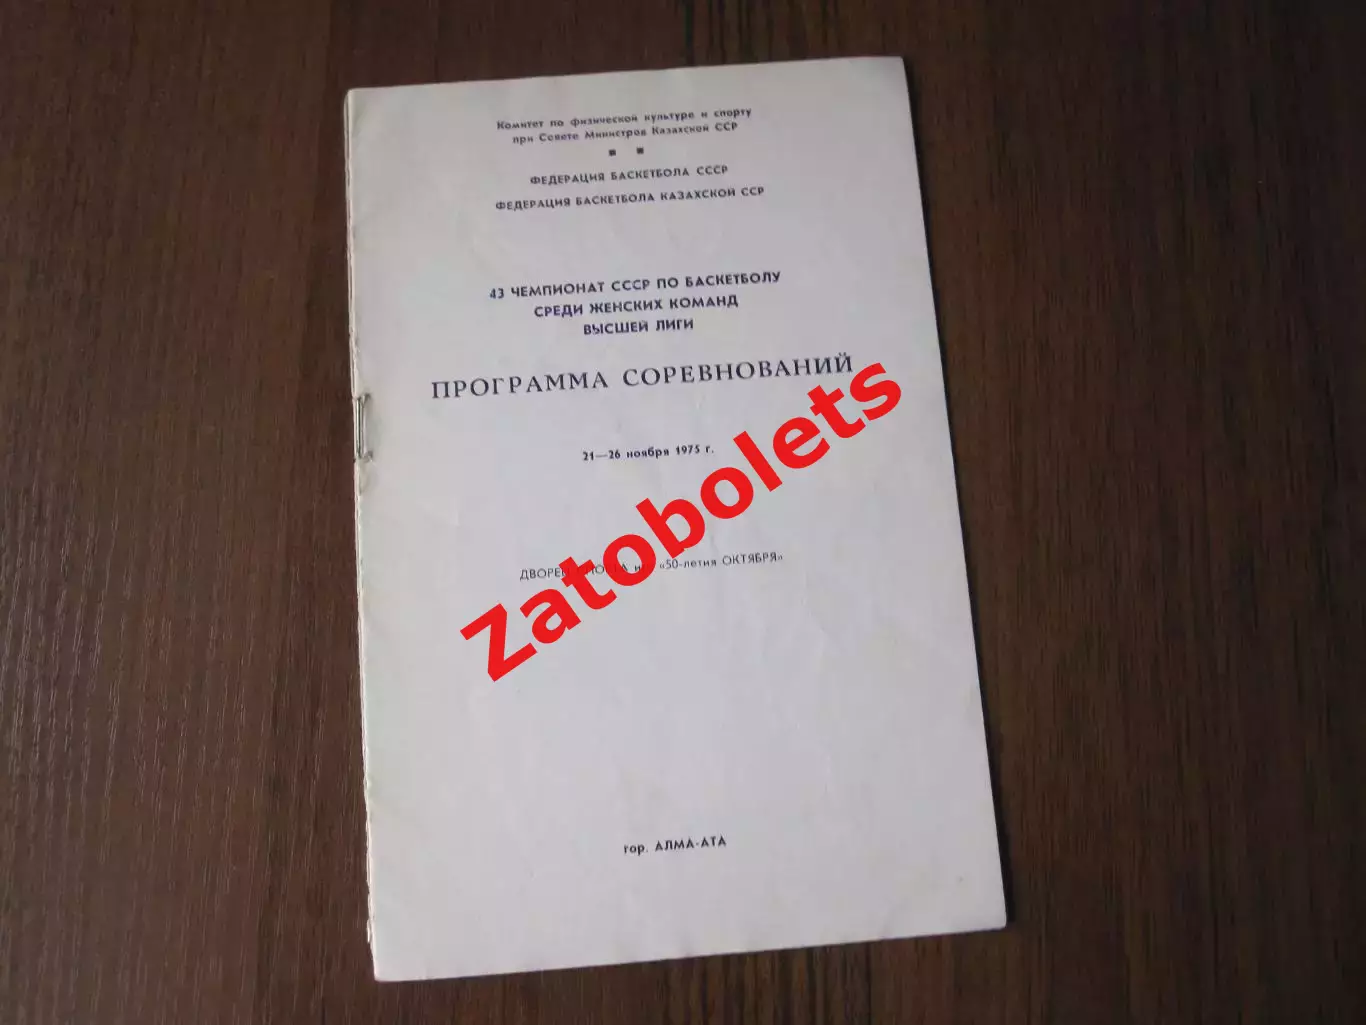 Комитет по физической культуре и спорту
при Совете Министров Казахской ССР
ФЕДЕРАЦИЯ БАСКЕТБОЛА СССР
ФЕДЕРАЦИЯ БАСКЕТБОЛА КАЗАХСКОЙ ССР
43 ЧЕМПИОНАТ СССР ПО БАСКЕТБОЛУ
СРЕДИ ЖЕНСКИХ КОМАНД
ВЫСШЕЙ ЛИГИ
ПРОГРАММА СОРЕВНОВАНИЙ
21—26 ноября 1975 г.
ДВОРЕЦ СПОРТА «50-летия ОКТЯБРЯ»
Zatobolets
гор. АЛМА-АТА